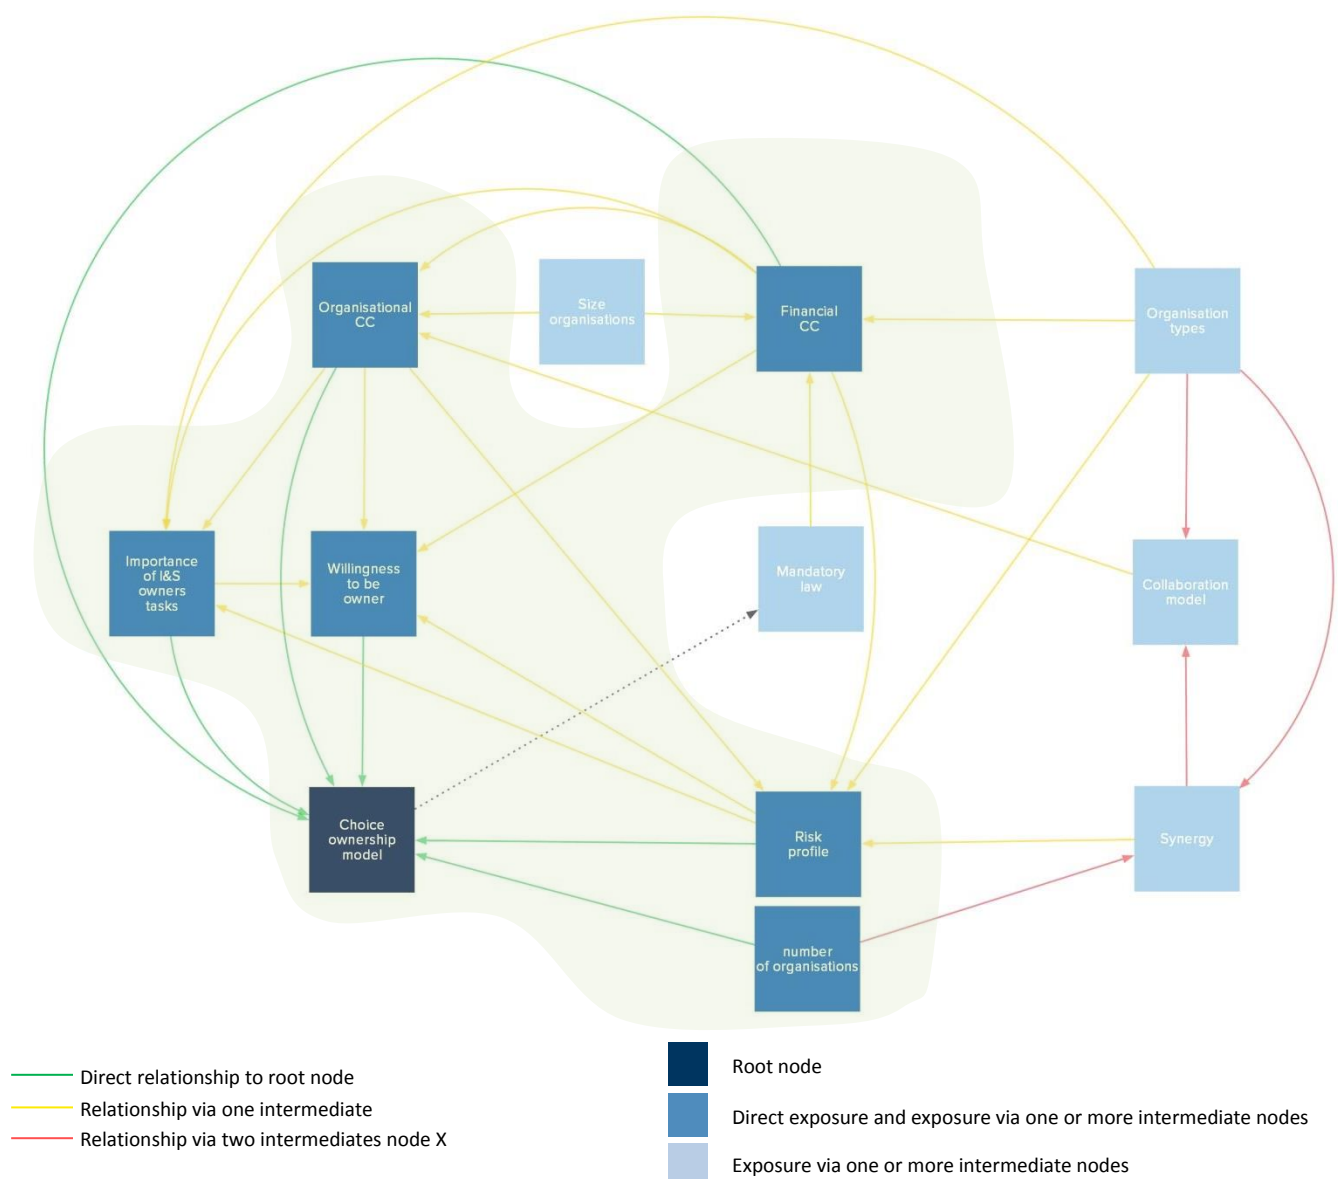 Organisational
CC
Size
organisations
Financial
CC
Organisation
types
Importance
of I&S
owners
tasks
Willingness
to be
owner
Mandatory
law
Collaboration
model
Choice
ownership
model
Risk
profile
Synergy
number
of organisations
Direct relationship to root node
Relationship via one intermediate
Relationship via two intermediates node X
Root node
Direct exposure and exposure via one or more intermediate nodes
Exposure via one or more intermediate nodes